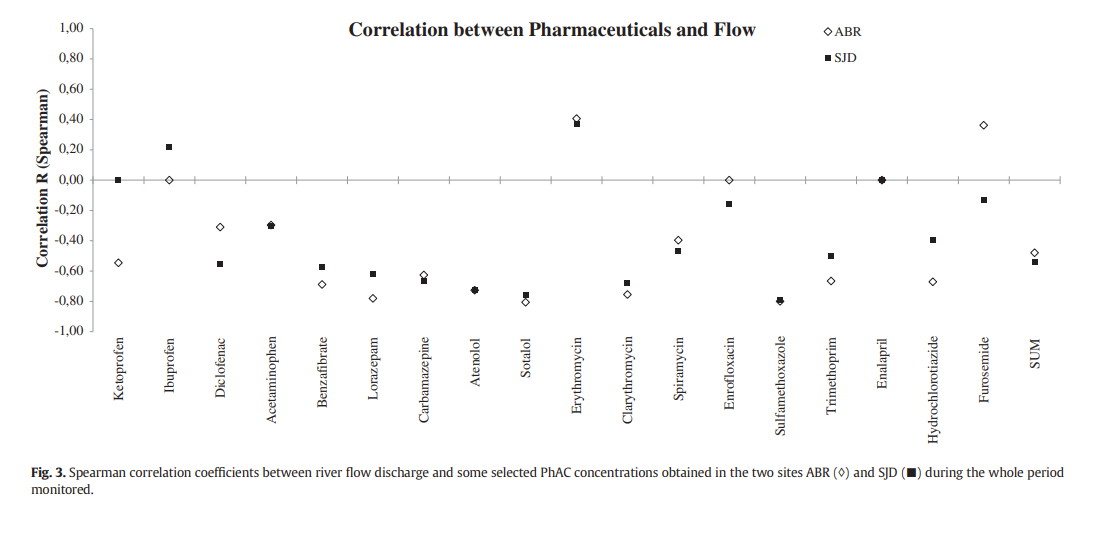 Correlation between Pharmaceuticals and Flow
◇ ABR
■ SJD
Correlation R (Spearman)
1,00
0,80
0,60
0,40
0,20
0,00
-0,20
-0,40
-0,60
-0,80
-1,00
Ketoprofen
Ibuprofen
Diclofenac
Acetaminophen
Benzafibrate
Lorazepam
Carbamazepine
Atenolol
Sotalol
Erythromycin
Clarythromycin
Spiramycin
Enrofloxacin
Sulfamethoxazole
Trimethoprim
Enalapril
Hydrochlorotiazide
Furosemide
SUM
Fig. 3. Spearman correlation coefficients between river flow discharge and some selected PhAC concentrations obtained in the two sites ABR (◊) and SJD (■) during the whole period
monitored.